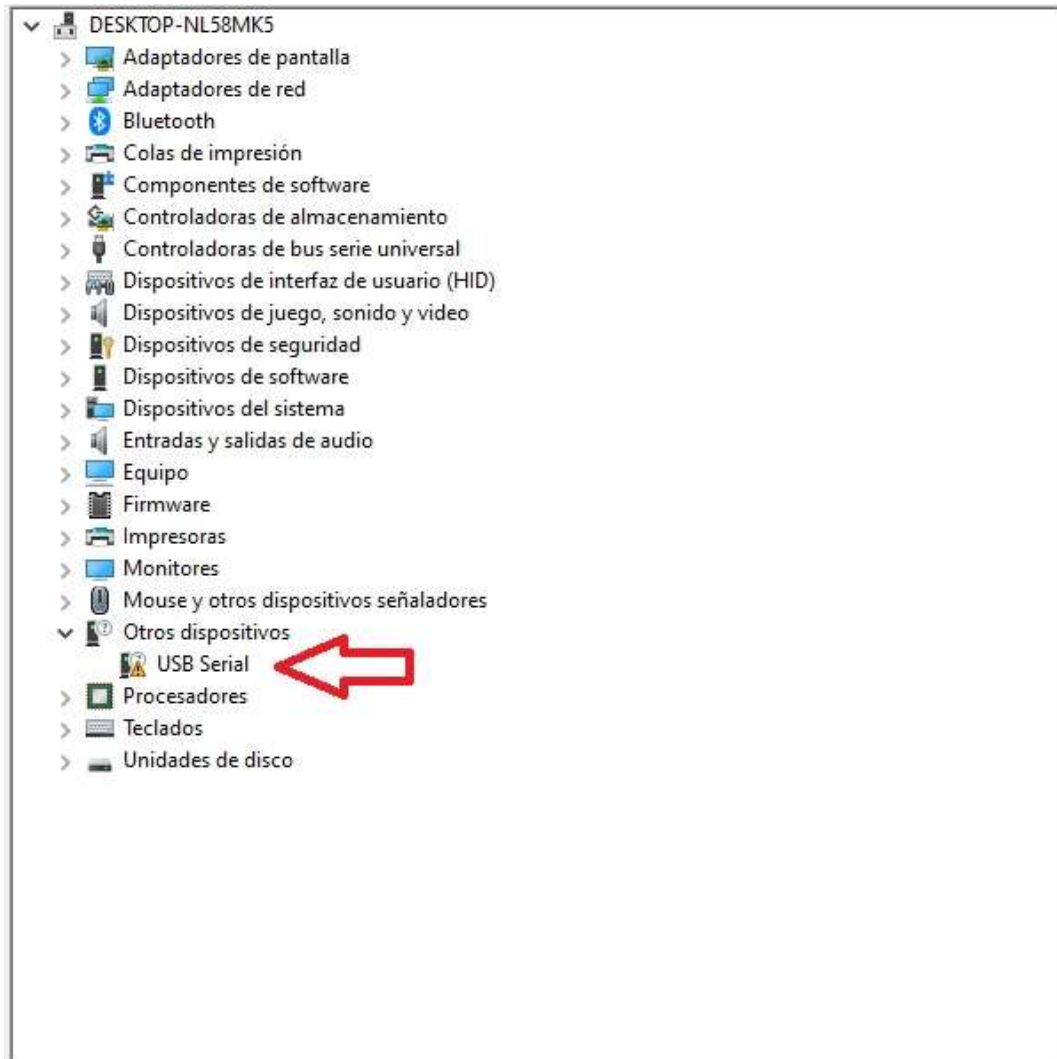 DESKTOP-NL58MK5
Adaptadores de pantalla
Adaptadores de red
Bluetooth
Colas de impresión
Componentes de software
Controladoras de almacenamiento
Controladoras de bus serie universal
Dispositivos de interfaz de usuario (HID)
Dispositivos de juego, sonido y video
Dispositivos de seguridad
Dispositivos de software
Dispositivos del sistema
Entradas y salidas de audio
Equipo
Firmware
Impresoras
Monitores
Mouse y otros dispositivos señaladores
Otros dispositivos
USB Serial
Procesadores
Teclados
Unidades de disco